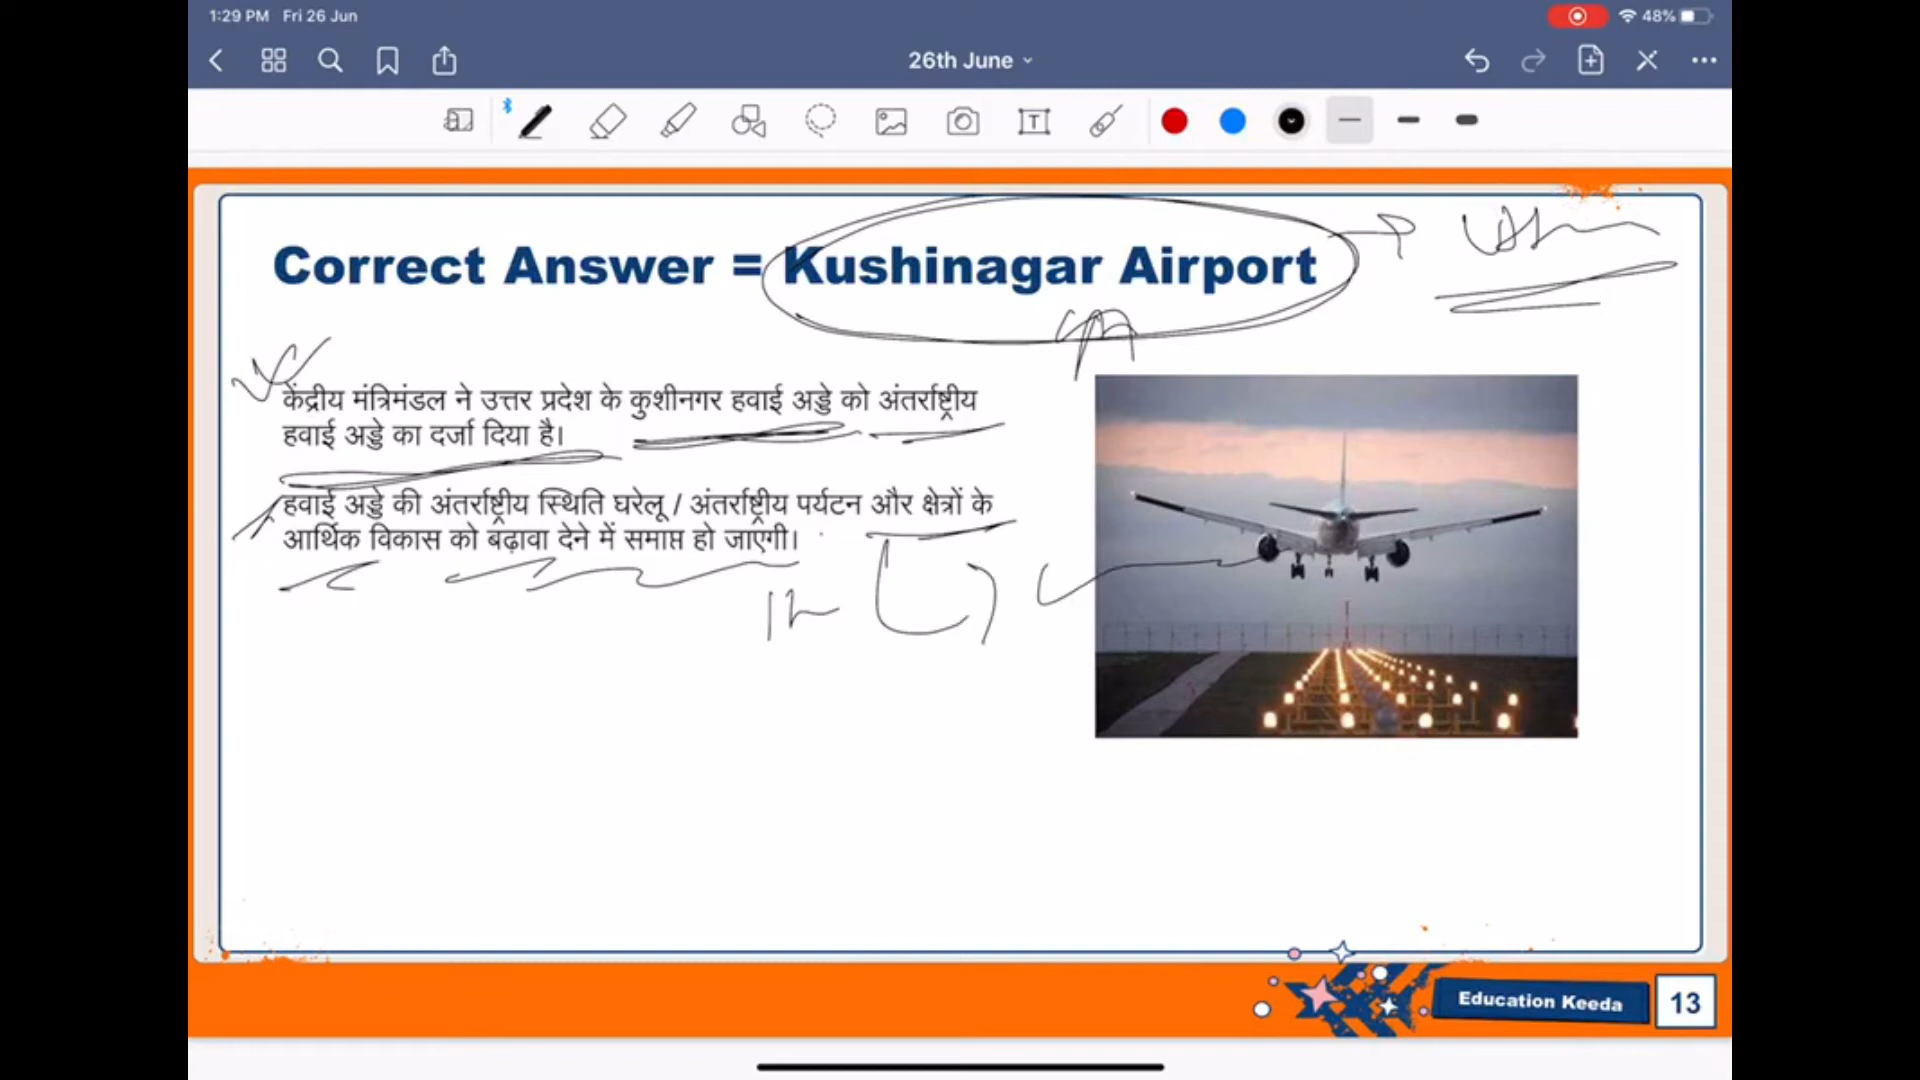 1:29 PM Fri 26 Jun
48%
26th June
T
Correct Answer = Kushinagar Airport
केंद्रीय मंत्रिमंडल ने उत्तर प्रदेश के कुशीनगर हवाई अड्डे को अंतर्राष्ट्रीय
हवाई अड्डे का दर्जा दिया है।
हवाई अड्डे की अंतर्राष्ट्रीय स्थिति घरेलू / अंतर्राष्ट्रीय पर्यटन और क्षेत्रों के
आर्थिक विकास को बढ़ावा देने में समाप्त हो जाएगी।
Education Keeda
13